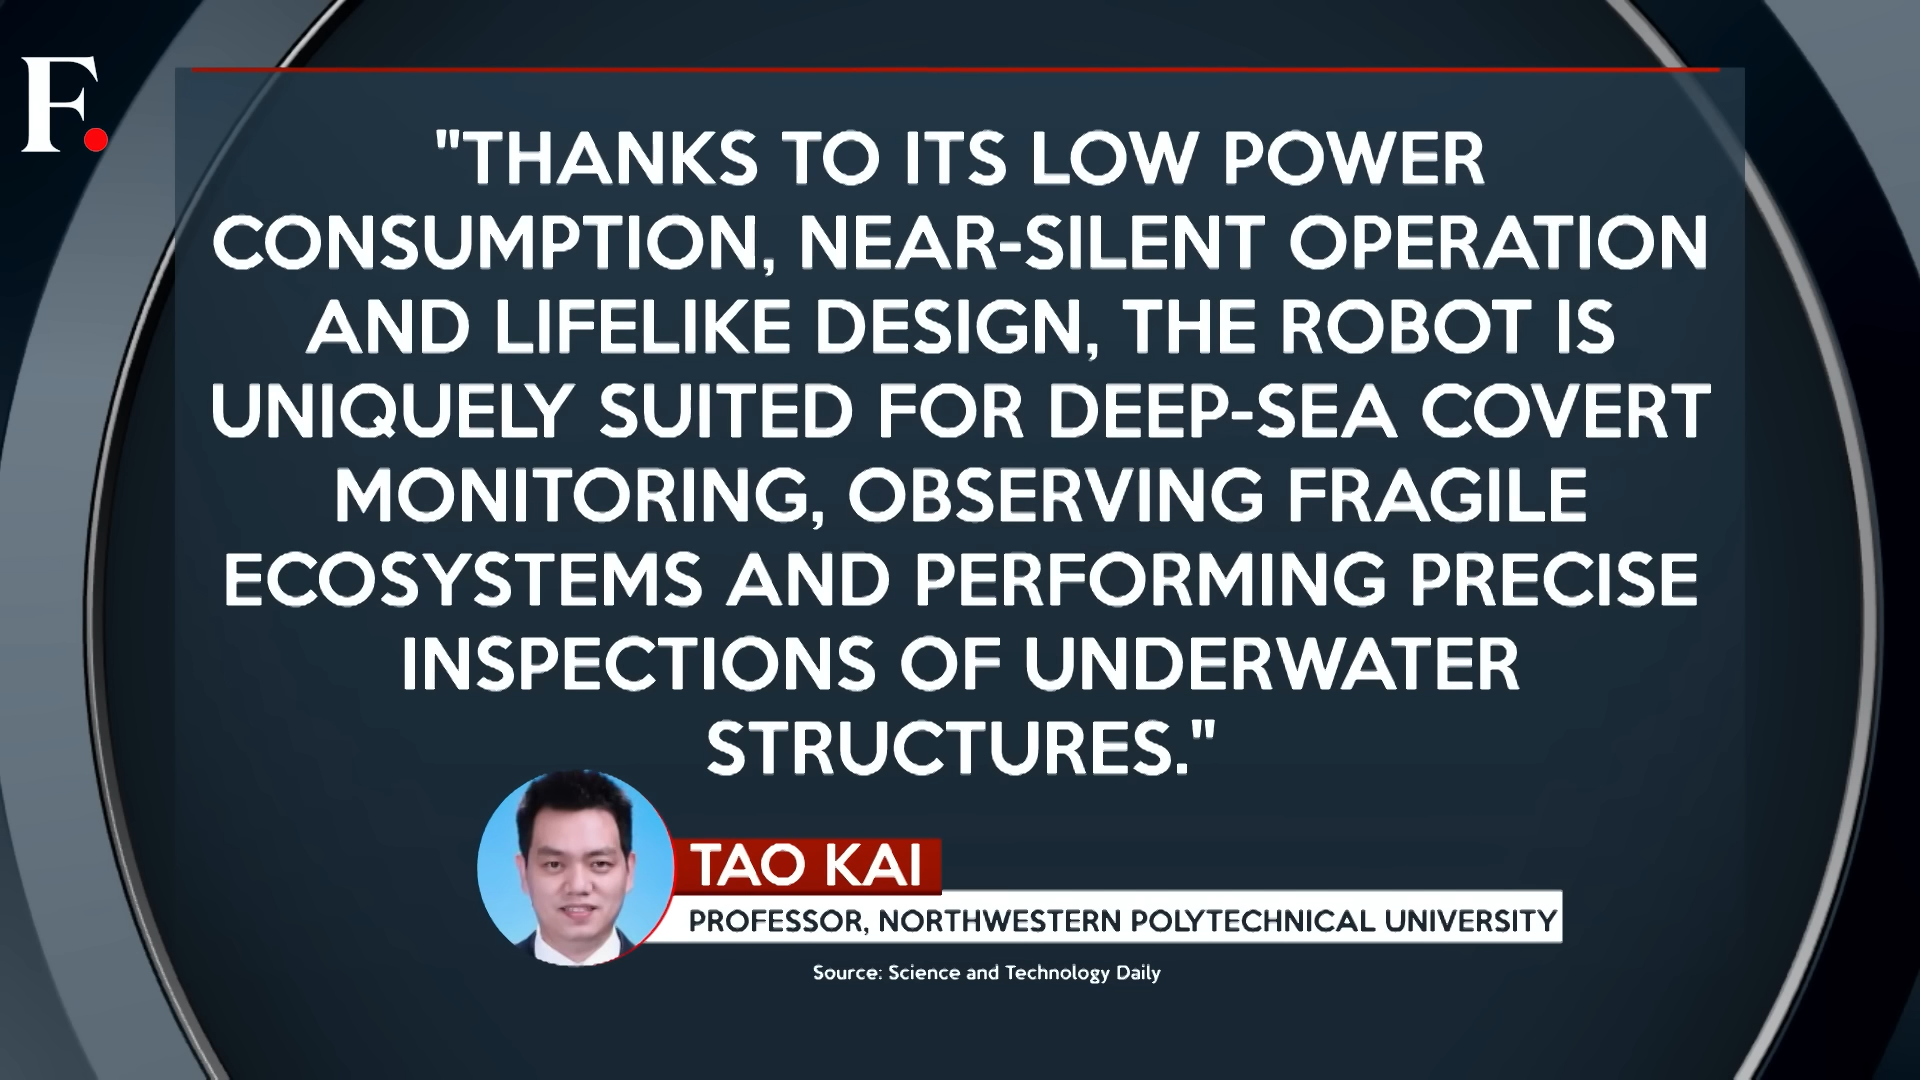 F.
"THANKS TO ITS LOW POWER
CONSUMPTION, NEAR-SILENT OPERATION
AND LIFELIKE DESIGN, THE ROBOT IS
UNIQUELY SUITED FOR DEEP-SEA COVERT
MONITORING, OBSERVING FRAGILE
ECOSYSTEMS AND PERFORMING PRECISE
INSPECTIONS OF UNDERWATER
STRUCTURES."
TAO KAI
PROFESSOR, NORTHWESTERN POLYTECHNICAL UNIVERSITY
Source: Science and Technology Daily